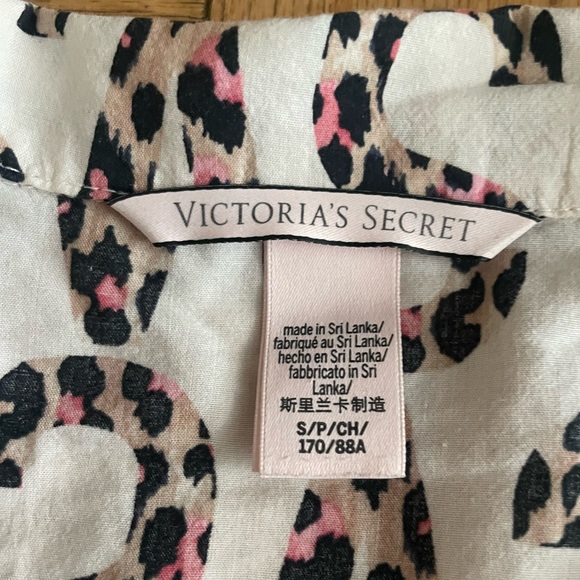 VICTORIA'S SECRET
made in Sri Lanka/
fabriqué au Sri Lanka/
hecho en Sri Lanka/
fabbricato in Sri
Lanka/
斯里兰卡制造
S/P/CH/
170/88A